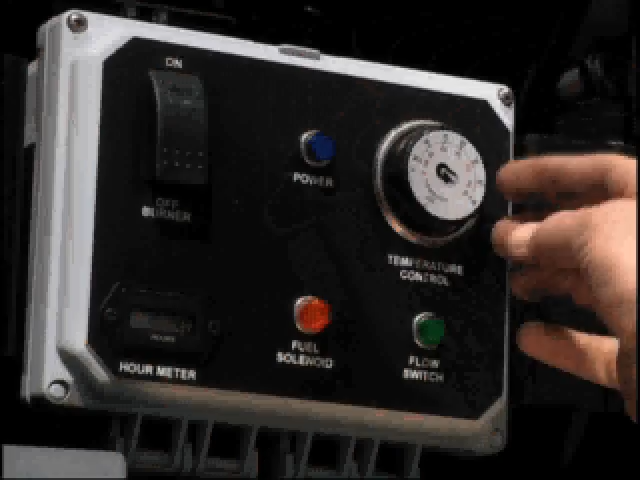 ON
OFF
BURNER
POWER
TEMPERATURE
CONTROL
HOUR METER
FUEL
SOLENOID
FLOW
SWITCH